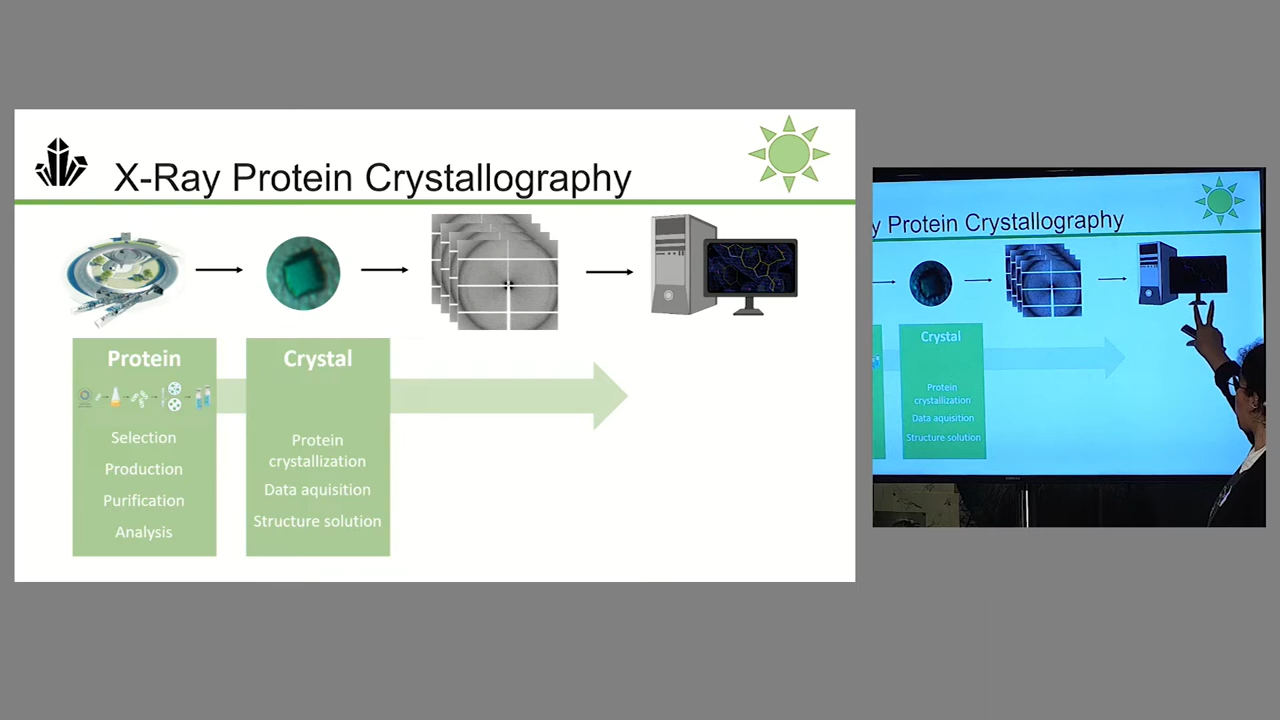 X-Ray Protein Crystallography
Protein
Selection
Production
Purification
Analysis
Crystal
Protein
crystallization
Data aquisition
Structure solution
y Protein Crystallography
Crystal
Protein
crystallization
Data aquisition
Structure solution